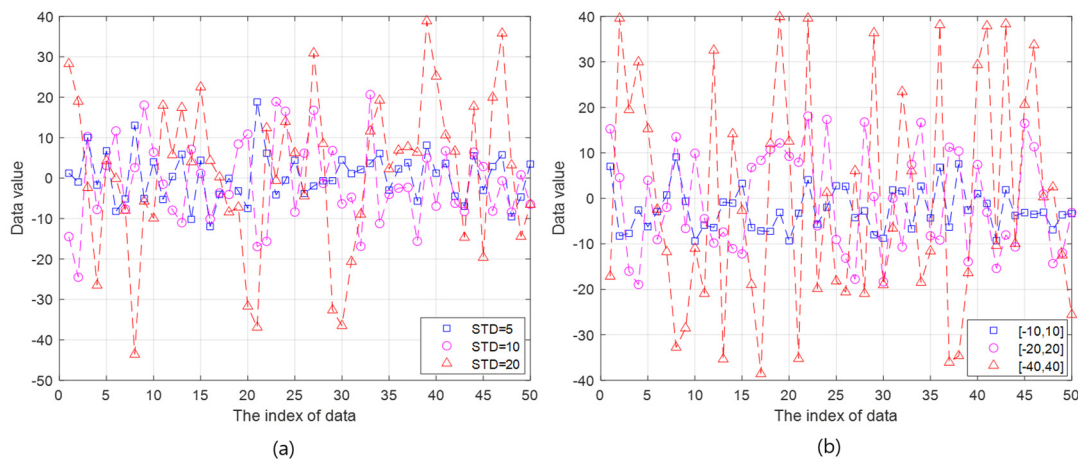 40
30
20
10
0
-10
-20
-30
-40
-50
Data value
0 5 10 15 20 25 30 35 40 45 50
The index of data
STD=5
STD=10
STD=20
(a)
40
30
20
10
0
-10
-20
-30
-40
Data value
0 5 10 15 20 25 30 35 40 45 50
The index of data
[-10,10]
[-20,20]
[-40,40]
(b)